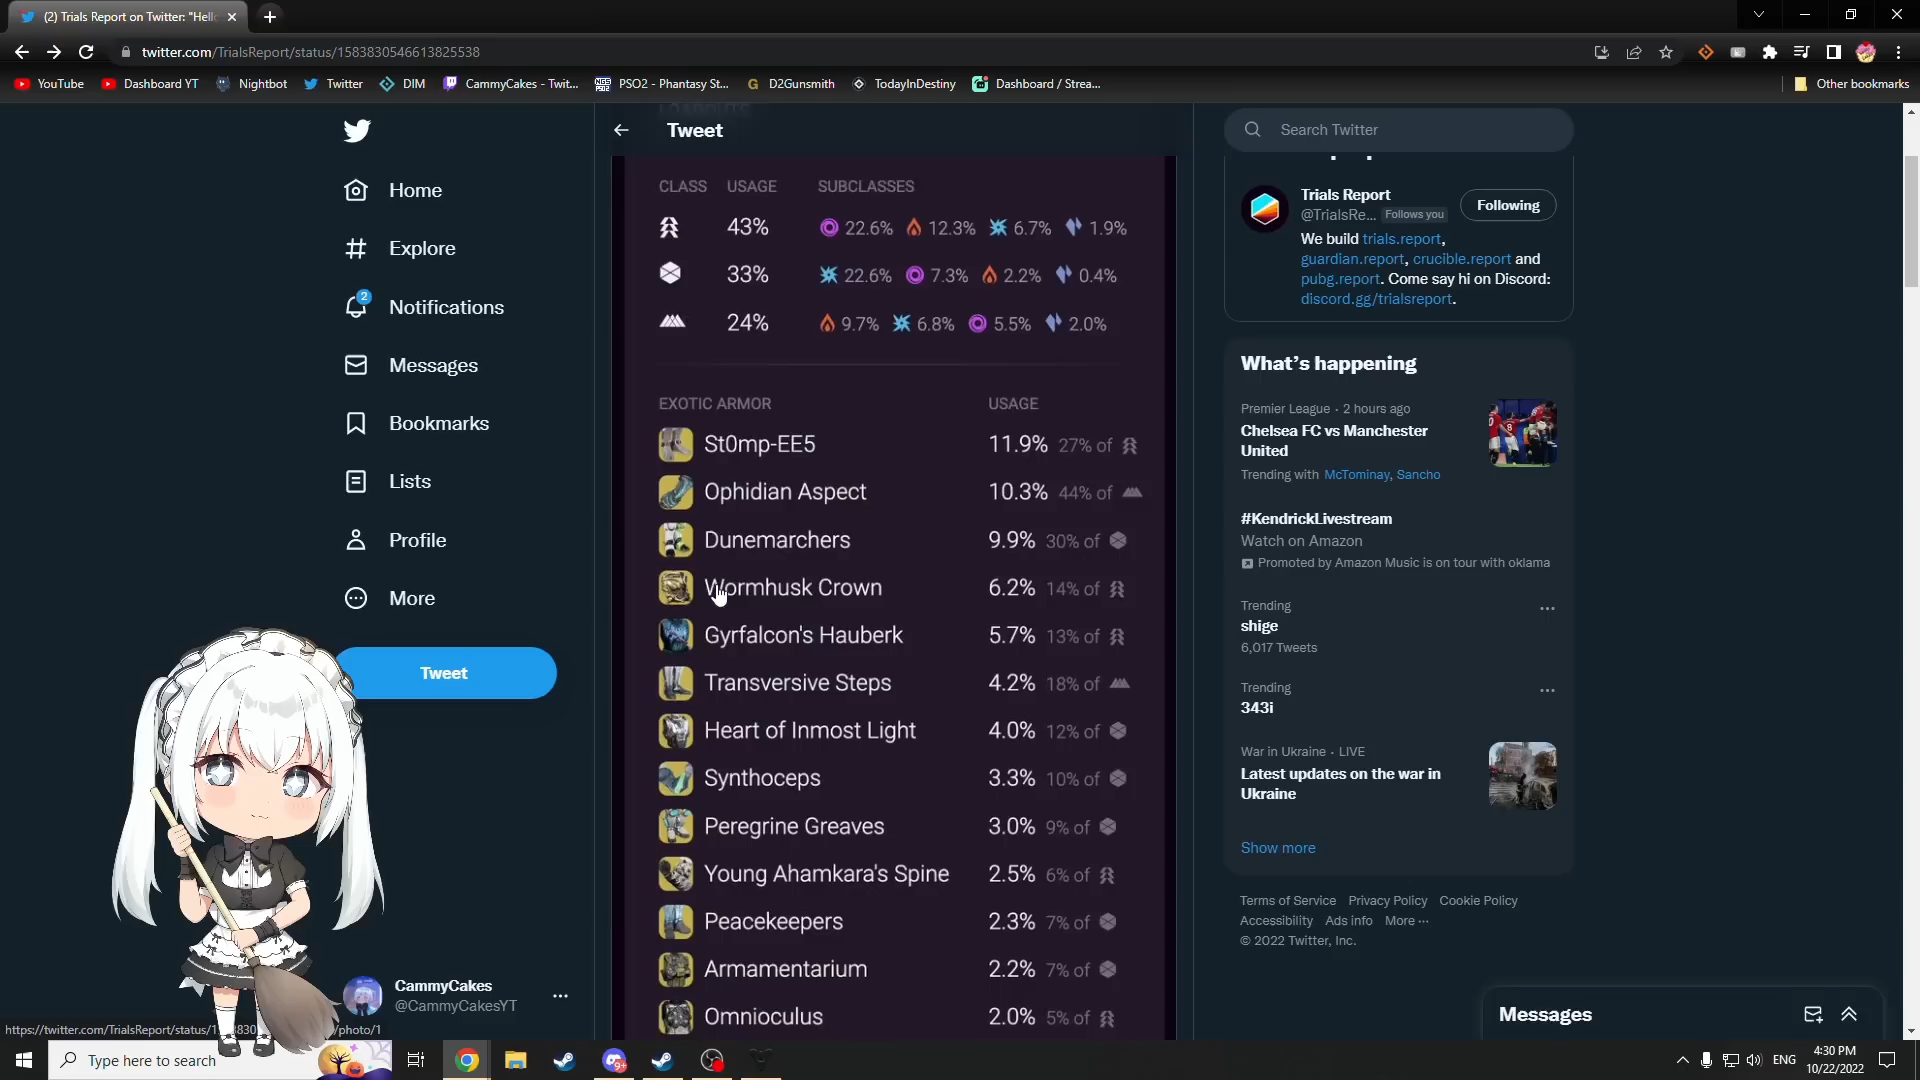 (2) Trials Report on Twitter: "Hell
twitter.com/TrialsReport/status/1583830546613825538
YouTube
Dashboard YT
Nightbot
Twitter
DIM
CammyCakes - Twit...
PSO2 - Phantasy St...
D2Gunsmith
TodayInDestiny
Dashboard / Strea...
Other bookmarks
Home
Explore
2
Notifications
Messages
Bookmarks
Lists
Profile
More
Tweet
CammyCakes
@CammyCakesYT
Tweet
CLASS USAGE SUBCLASSES
43% 22.6% 12.3% 6.7% 1.9%
33% 22.6% 7.3% 2.2% 0.4%
24% 9.7% 6.8% 5.5% 2.0%
EXOTIC ARMOR USAGE
St0mp-EE5 11.9% 27% of
Ophidian Aspect 10.3% 44% of
Dunemarchers 9.9% 30% of
Wormhusk Crown 6.2% 14% of
Gyrfalcon's Hauberk 5.7% 13% of
Transversive Steps 4.2% 18% of
Heart of Inmost Light 4.0% 12% of
Synthoceps 3.3% 10% of
Peregrine Greaves 3.0% 9% of
Young Ahamkara's Spine 2.5% 6% of
Peacekeepers 2.3% 7% of
Armamentarium 2.2% 7% of
Omnioculus 2.0% 5% of
Search Twitter
Trials Report
@TrialsRe... Follows you
Following
We build trials.report,
guardian.report, crucible.report and
pubg.report. Come say hi on Discord:
discord.gg/trialsreport.
What's happening
Premier League · 2 hours ago
Chelsea FC vs Manchester
United
Trending with McTominay, Sancho
#KendrickLivestream
Watch on Amazon
Promoted by Amazon Music is on tour with oklama
Trending
shige
6,017 Tweets
Trending
343i
War in Ukraine · LIVE
Latest updates on the war in
Ukraine
Show more
Terms of Service Privacy Policy Cookie Policy
Accessibility Ads info More ···
© 2022 Twitter, Inc.
Messages
Type here to search
9+
ENG
4:30 PM
10/22/2022